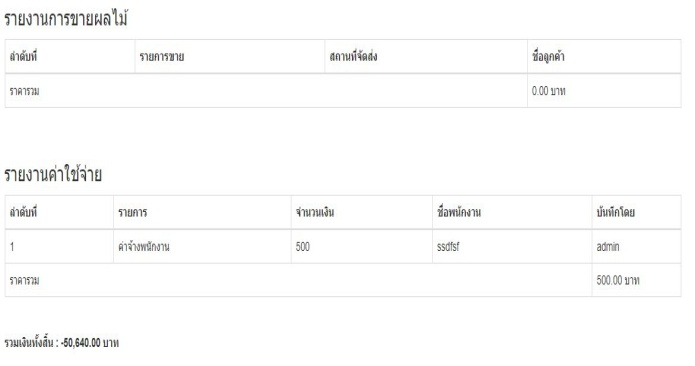 รายงานการขายผลไม้
ลำดับที่ รายการขาย สถานที่จัดส่ง ชื่อลูกค้า
ราคารวม 0.00 บาท
รายงานค่าใช้จ่าย
ลำดับที่ รายการ จำนวนเงิน ชื่อพนักงาน บันทึกโดย
1 ค่าจ้างพนักงาน 500 ssdfsf admin
ราคารวม 500.00 บาท
รวมเงินทั้งสิ้น : -50,640.00 บาท